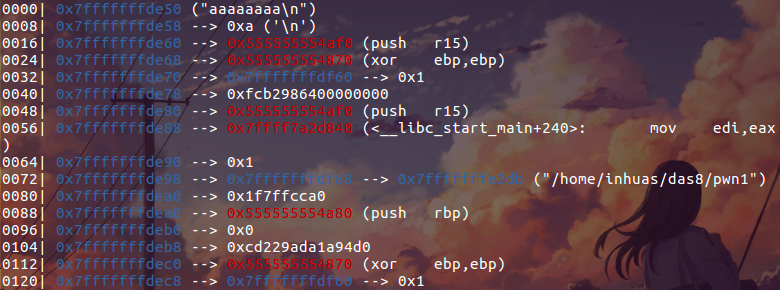 0000| 0x7fffffffde50 ("aaaaaaaa\n")
0008| 0x7fffffffde58 --> 0xa ('\n')
0016| 0x7fffffffde60 --> 0x555555554af0 (push   r15)
0024| 0x7fffffffde68 --> 0x555555554870 (xor    ebp,ebp)
0032| 0x7fffffffde70 --> 0x7fffffffdf60 --> 0x1
0040| 0x7fffffffde78 --> 0xfcb2986400000000
0048| 0x7fffffffde80 --> 0x555555554af0 (push   r15)
0056| 0x7fffffffde88 --> 0x7ffff7a2d840 (<__libc_start_main+240>:    mov    edi,eax
)
0064| 0x7fffffffde90 --> 0x1
0072| 0x7fffffffde98 --> --> ("/home/inhuas/das8/pwn1")
0080| 0x7fffffffdea0 --> 0x1f7ffcca0
0088| 0x7fffffffdea8 --> 0x555555554a80 (push   rbp)
0096| 0x7fffffffdeb0 --> 0x0
0104| 0x7fffffffdeb8 --> 0xcd229ada1a94d0
0112| 0x7fffffffdec0 --> 0x555555554870 (xor    ebp,ebp)
0120| 0x7fffffffdec8 --> 0x7fffffffdf60 --> 0x1